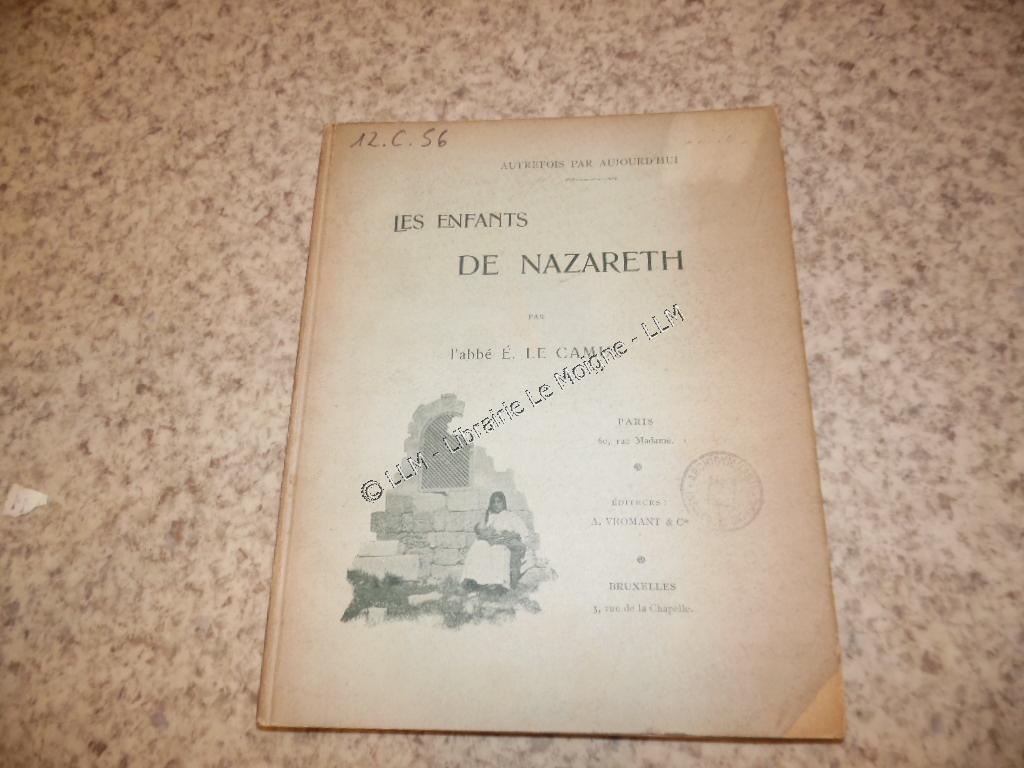 12.C.56
AUTREFOIS PAR AUJOURD'HUI
LES ENFANTS
DE NAZARETH
PAR
l'abbé É. LE CAMUS
© LLM - Librairie Le Moigne - LLM
PARIS
60, rue Madame.
ÉDITEURS:
A. VROMANT & Cie
BRUXELLES
3, rue de la Chapelle.